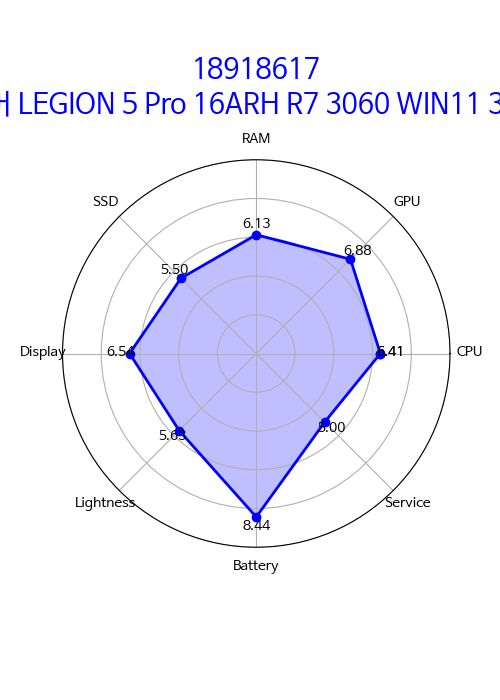 18918617
LEGION 5 Pro 16ARH R7 3060 WIN11 3
RAM
SSD
GPU
6.13
6.88
5.50
Display
6.54
6.41
CPU
5.63
5.00
Lightness
Service
8.44
Battery